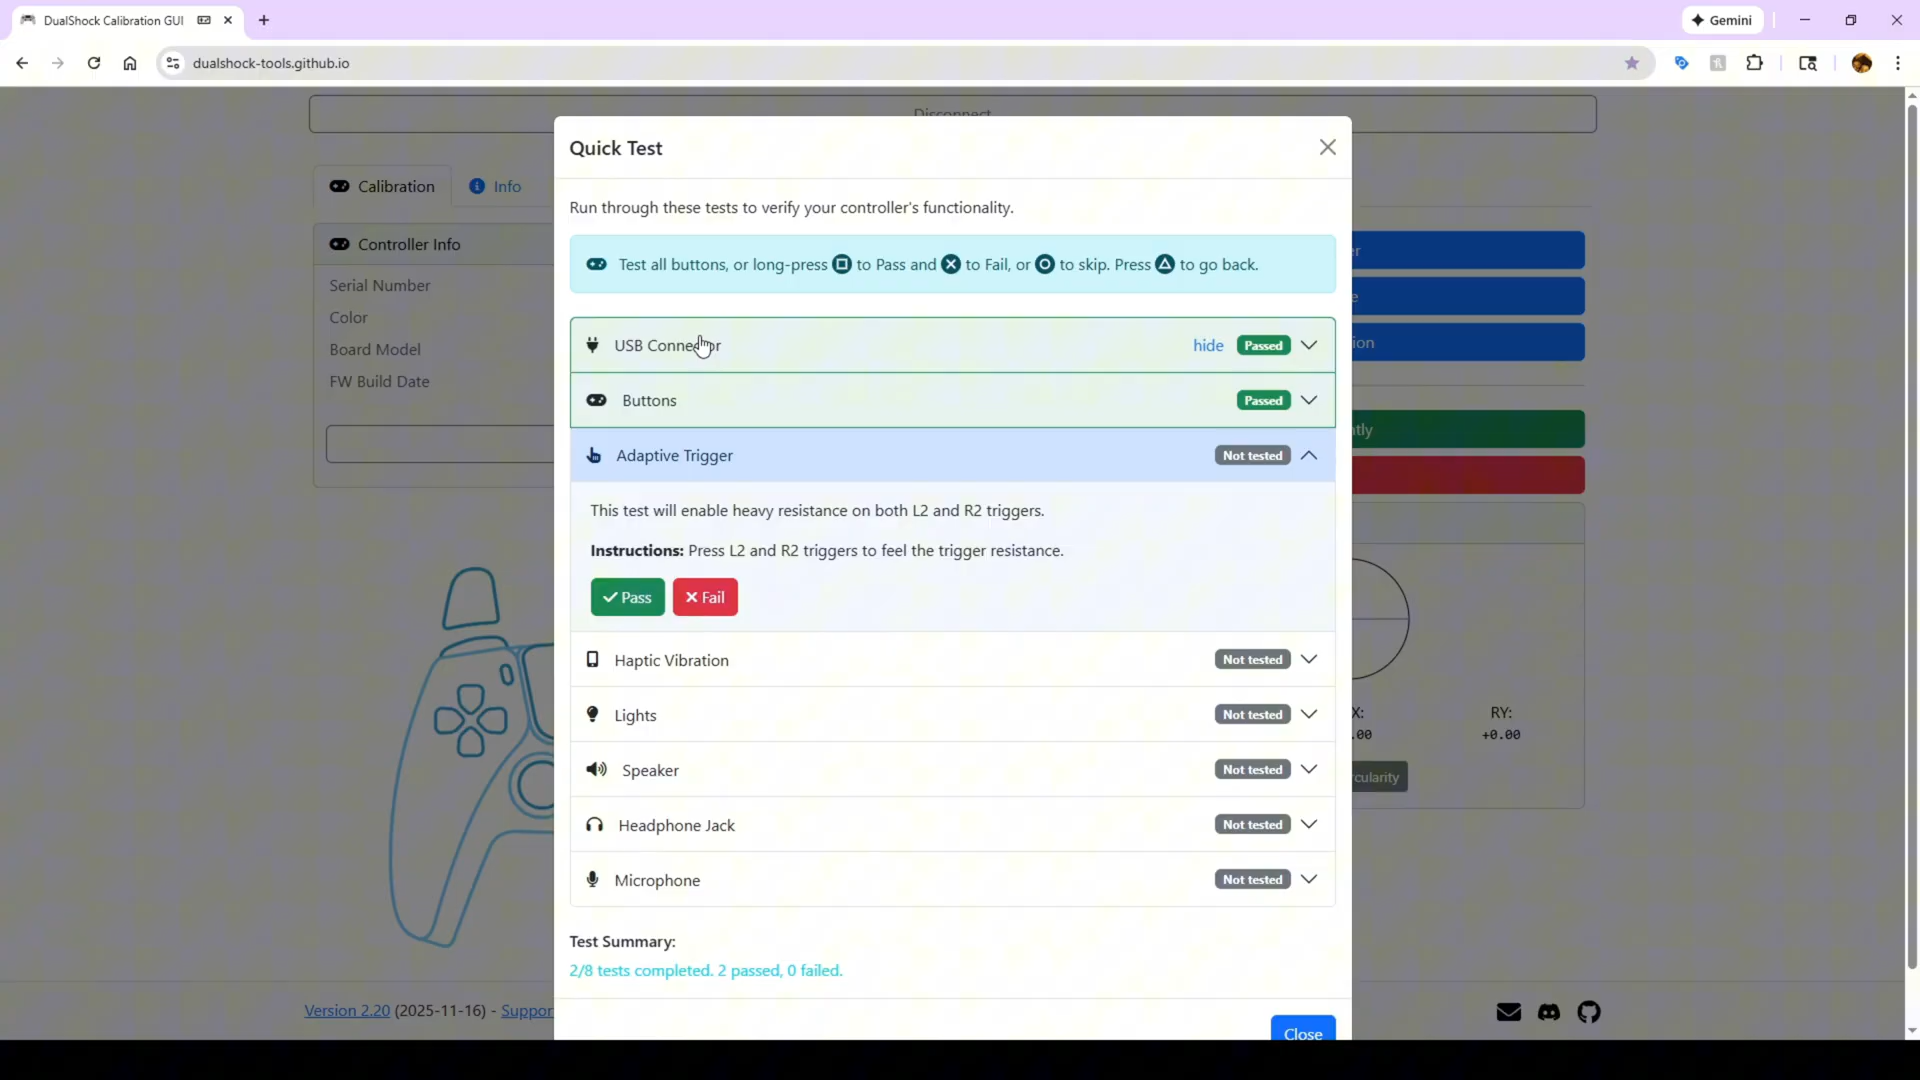 DualShock Calibration GUI
Gemini
dualshock-tools.github.io
Disconnect
Calibration
Info
Controller Info
Serial Number
Color
Board Model
FW Build Date
Quick Test
Run through these tests to verify your controller's functionality.
Test all buttons, or long-press to Pass and to Fail, or to skip. Press to go back.
USB Connector hide Passed
Buttons Passed
Adaptive Trigger Not tested
This test will enable heavy resistance on both L2 and R2 triggers.
Instructions: Press L2 and R2 triggers to feel the trigger resistance.
Pass Fail
Haptic Vibration Not tested
Lights Not tested
Speaker Not tested
Headphone Jack Not tested
Microphone Not tested
Test Summary:
2/8 tests completed. 2 passed, 0 failed.
Close
X: RY:
.00 +0.00
Version 2.20 (2025-11-16) - Suppor